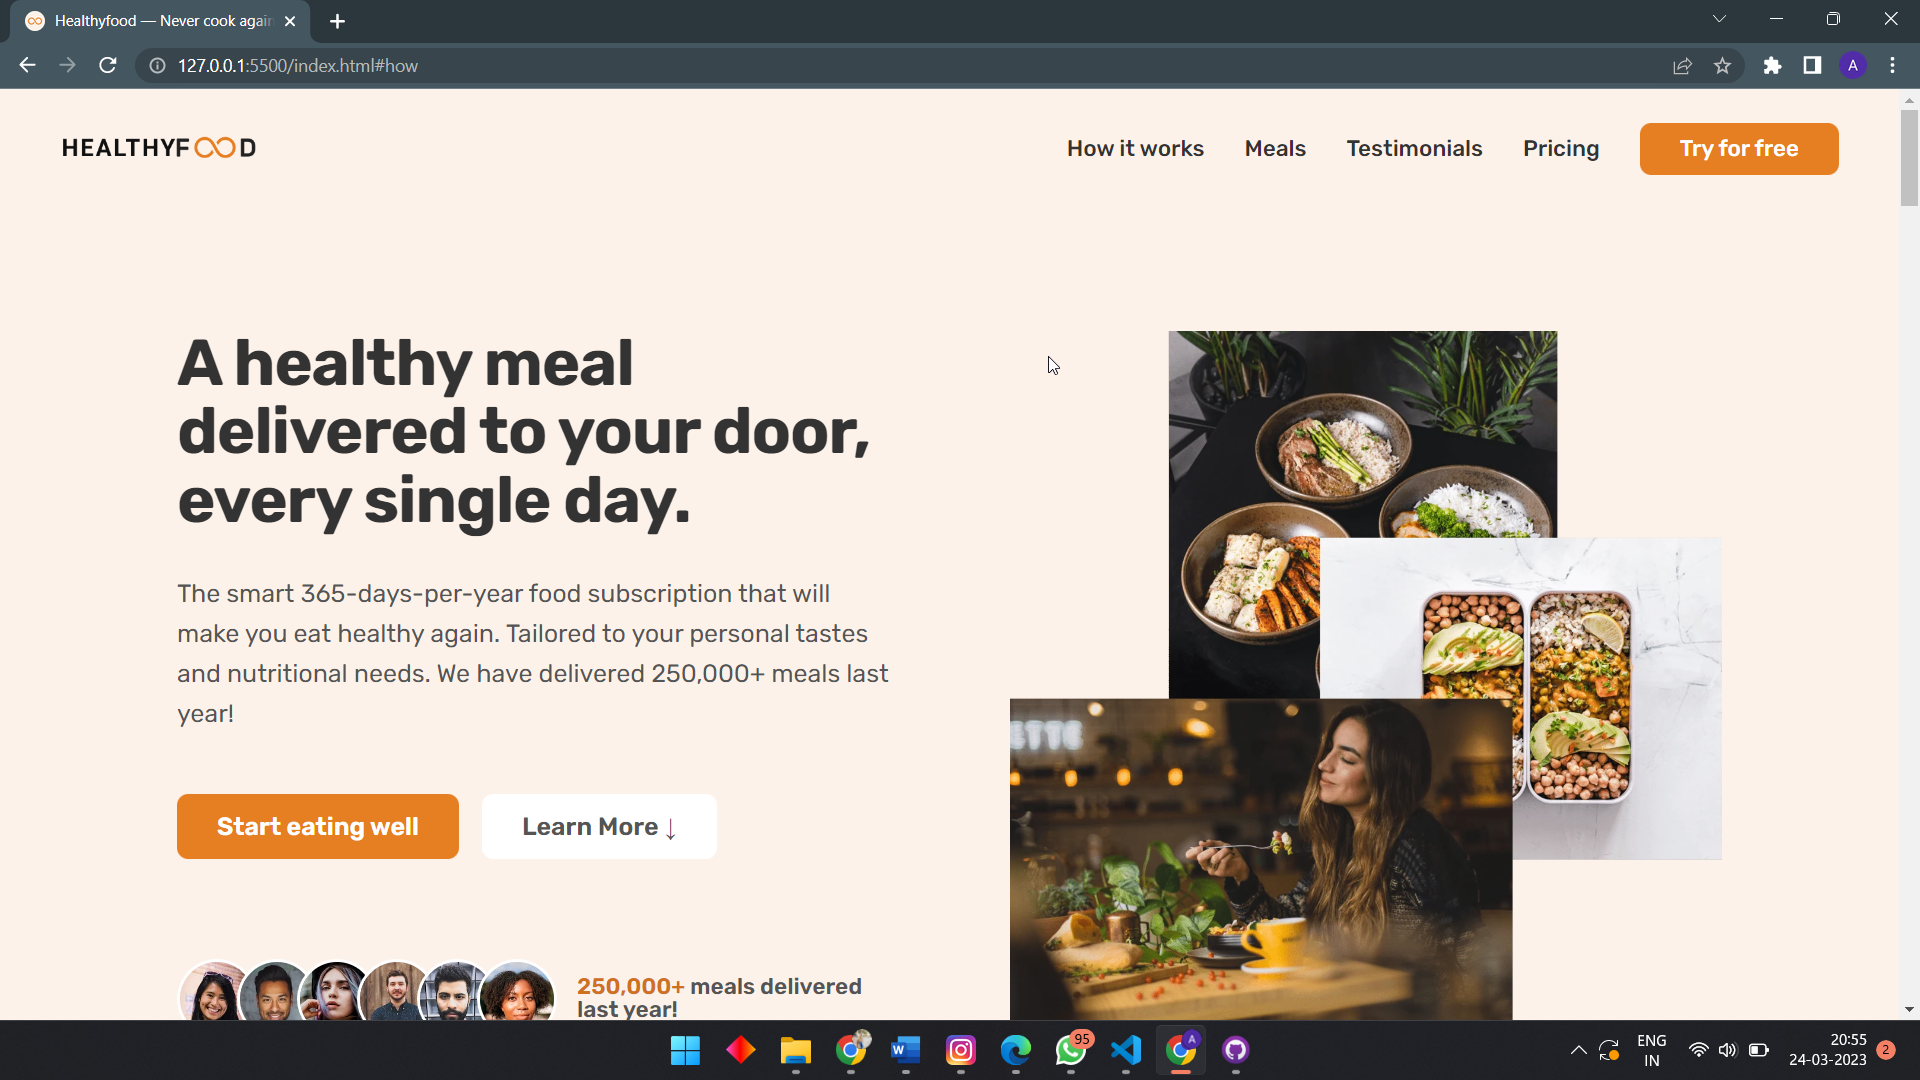 Healthyfood — Never cook again
127.0.0.1:5500/index.html#how
A
HEALTHYFOOD
How it works
Meals
Testimonials
Pricing
Try for free
A healthy meal
delivered to your door,
every single day.
The smart 365-days-per-year food subscription that will
make you eat healthy again. Tailored to your personal tastes
and nutritional needs. We have delivered 250,000+ meals last
year!
Start eating well
Learn More ↓
250,000+ meals delivered
last year!
ETTE
W
95
A
ENG
IN
20:55
24-03-2023
2